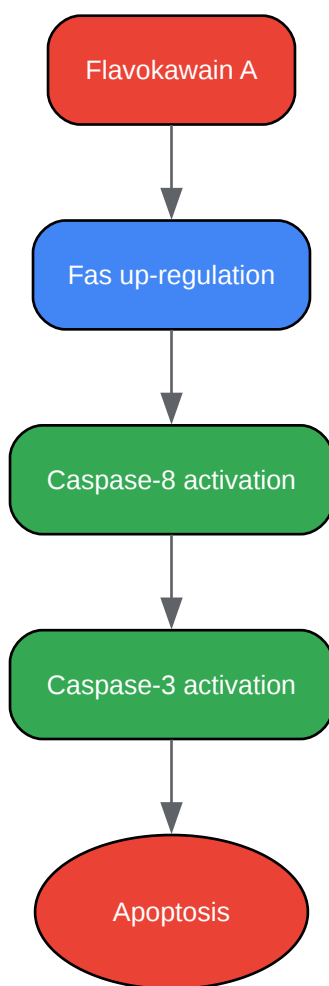 Flavokawain A
Fas up-regulation
Caspase-8 activation
Caspase-3 activation
Apoptosis